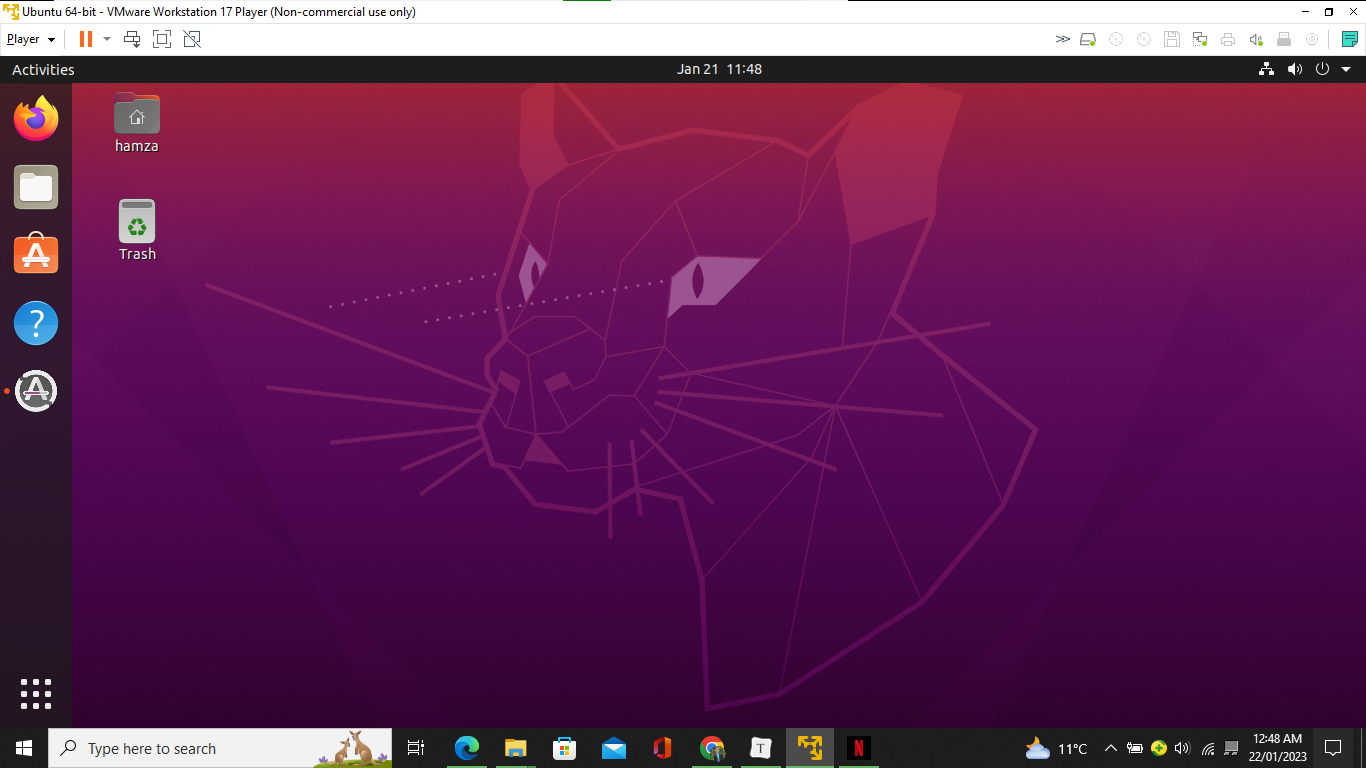 Ubuntu 64-bit - VMware Workstation 17 Player (Non-commercial use only)
Player
Activities
Jan 21 11:48
hamza
Trash
?
Type here to search
T
N
11°C
12:48 AM
22/01/2023